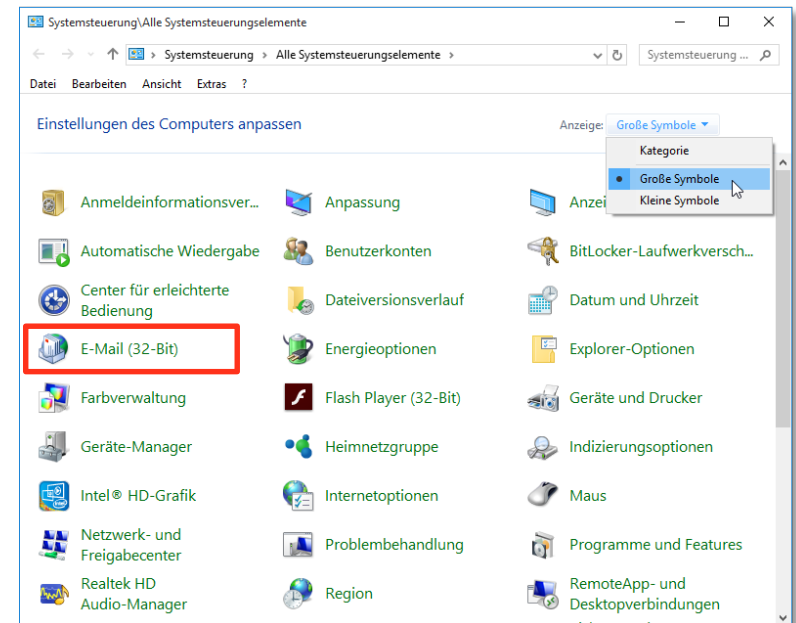 Systemsteuerung\Alle Systemsteuerungselemente
Systemsteuerung > Alle Systemsteuerungselemente >
Systemsteuerung ...
Datei Bearbeiten Ansicht Extras ?
Einstellungen des Computers anpassen
Anzeige: Große Symbole
Kategorie
Große Symbole
Kleine Symbole
Anmeldeinformationsver...
Anpassung
Anzei
Automatische Wiedergabe
Benutzerkonten
BitLocker-Laufwerkversch...
Center für erleichterte
Bedienung
Dateiversionsverlauf
Datum und Uhrzeit
E-Mail (32-Bit)
Energieoptionen
Explorer-Optionen
Farbverwaltung
Flash Player (32-Bit)
Geräte und Drucker
Geräte-Manager
Heimnetzgruppe
Indizierungsoptionen
Intel® HD-Grafik
Internetoptionen
Maus
Netzwerk- und
Freigabecenter
Problembehandlung
Programme und Features
Realtek HD
Audio-Manager
Region
RemoteApp- und
Desktopverbindungen